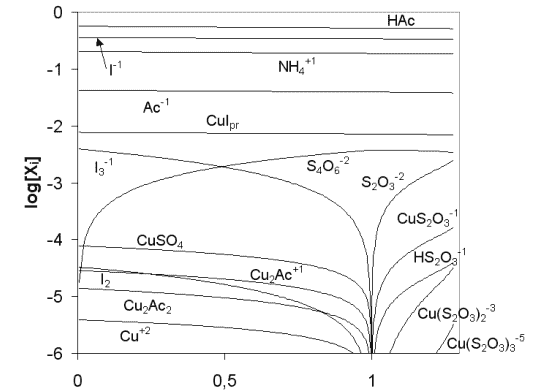 0
HAc
I⁻¹
NH₄⁺¹
-1
Ac⁻¹
CuIₚᵣ
-2
I₃⁻¹
S₄O₆⁻²
S₂O₃⁻²
log[Xi]
-3
CuS₂O₃⁻¹
CuSO₄
-4
HS₂O₃⁻¹
Cu₂Ac⁺¹
I₂
Cu₂Ac₂
-5
Cu(S₂O₃)₂⁻³
Cu⁺²
Cu(S₂O₃)₃⁻⁵
-6
0
0,5
1